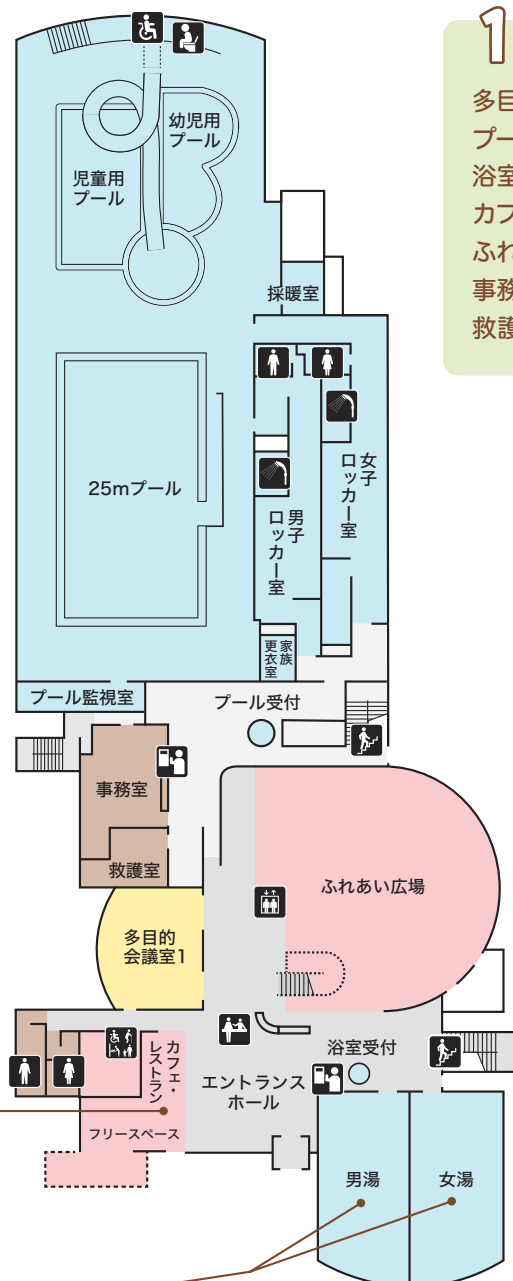 1
多目
プー
浴室
カフ
ふれ
事務
救護
幼児用
プール
児童用
プール
採暖室
25mプール
女子
ロッカー室
男子
ロッカー室
家族
更衣室
プール監視室
プール受付
事務室
救護室
ふれあい広場
多目的
会議室1
カフェ・
レストラン
浴室受付
エントランス
ホール
フリースペース
男湯
女湯